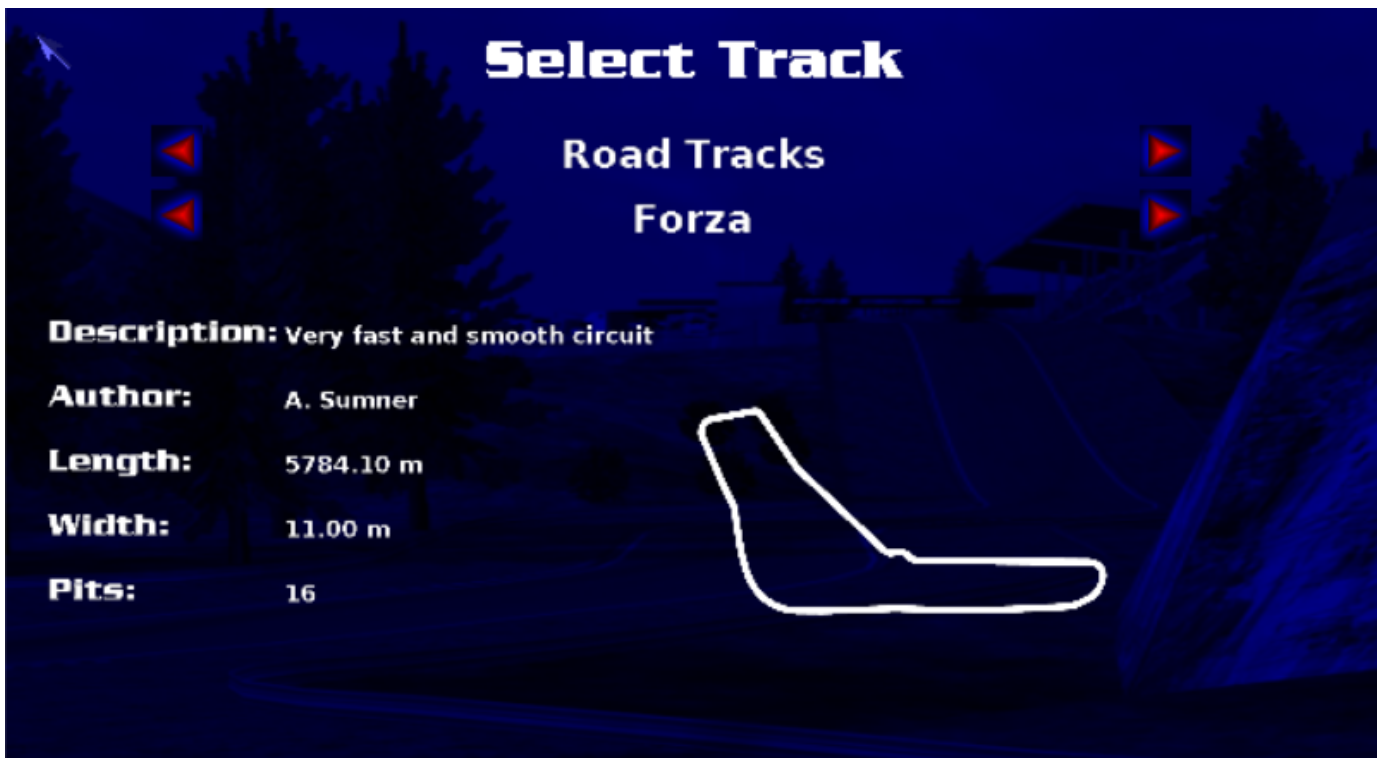 Select Track
Road Tracks
Forza
Description: Very fast and smooth circuit
Author: A. Sumner
Length: 5784.10 m
Width: 11.00 m
Pits: 16